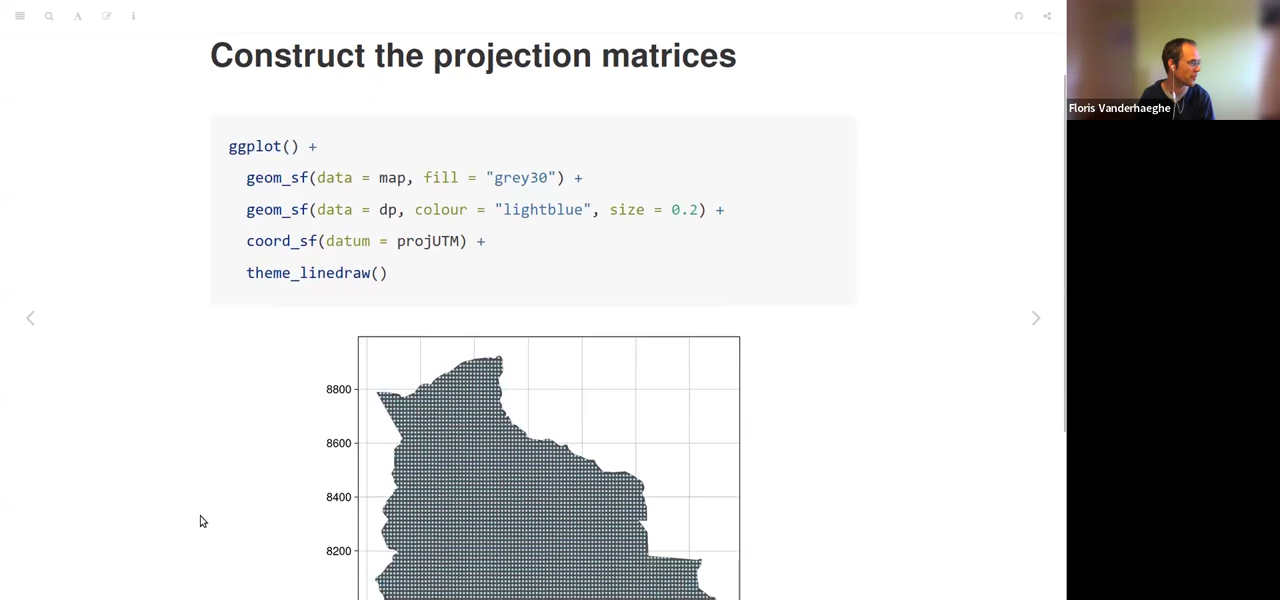 Construct the projection matrices
Floris Vanderhaeghe
ggplot() +
geom_sf(data = map, fill = "grey30") +
geom_sf(data = dp, colour = "lightblue", size = 0.2) +
coord_sf(datum = projUTM) +
theme_linedraw()
8800
8600
8400
8200